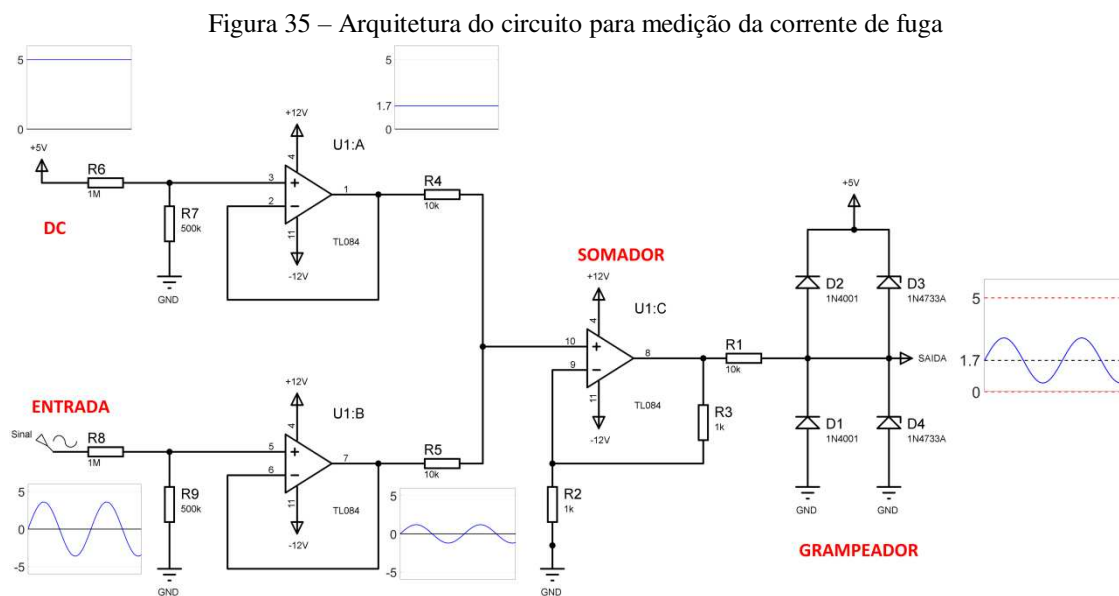 Figura 35 – Arquitetura do circuito para medição da corrente de fuga
5
0
5
1.7
0
+5V
R6
1M
R7
500k
GND
DC
+12V
4
U1:A
3
2
1
11
TL084
-12V
R4
10k
ENTRADA
Sinal
R8
1M
R9
500k
GND
5
0
-5
+12V
4
U1:B
5
6
7
11
TL084
-12V
R5
10k
5
0
-5
SOMADOR
+12V
4
U1:C
10
9
8
11
TL084
-12V
R1
10k
R3
1k
R2
1k
GND
+5V
D2
1N4001
D3
1N4733A
SAIDA
D1
1N4001
D4
1N4733A
GND
GND
GRAMPEADOR
5
1.7
0